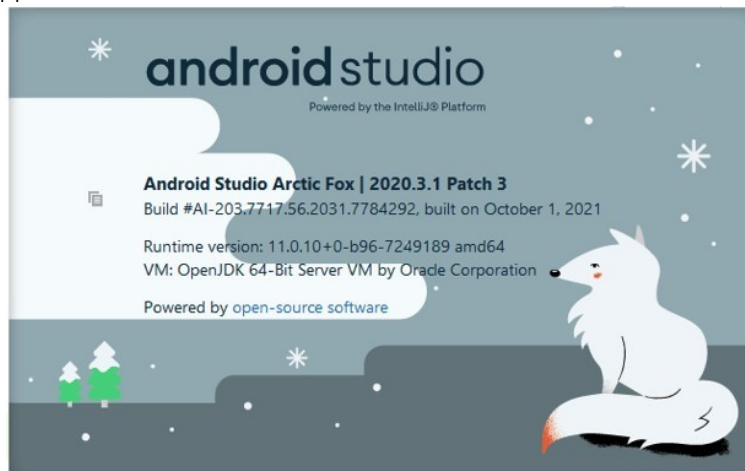 android studio
Powered by the IntelliJ® Platform
Android Studio Arctic Fox | 2020.3.1 Patch 3
Build #AI-203.7717.56.2031.7784292, built on October 1, 2021
Runtime version: 11.0.10+0-b96-7249189 amd64
VM: OpenJDK 64-Bit Server VM by Oracle Corporation
Powered by open-source software